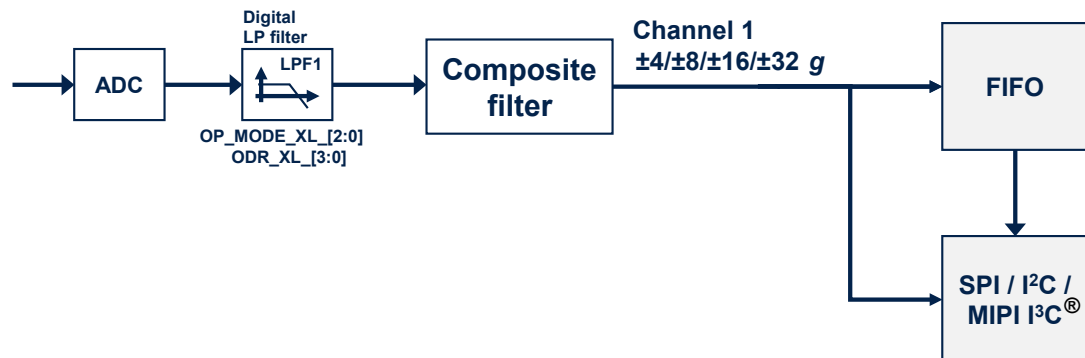 Digital
LP filter
ADC
LPF1
OP_MODE_XL_[2:0]
ODR_XL_[3:0]
Composite
filter
Channel 1
±4/±8/±16/±32 g
FIFO
SPI / I²C /
MIPI I³C®